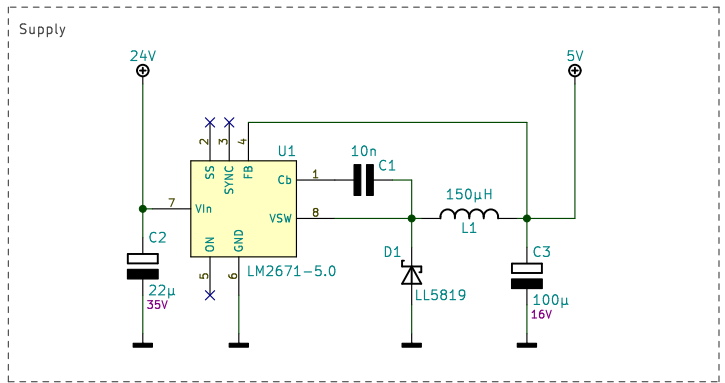 Supply
24V
5V
2
3
4
U1
10n
C1
SS
SYNC
FB
Cb
1
150µH
7
VIn
VSW
8
L1
ON
GND
C2
D1
C3
5
6
LM2671-5.0
22µ
35V
LL5819
100µ
16V